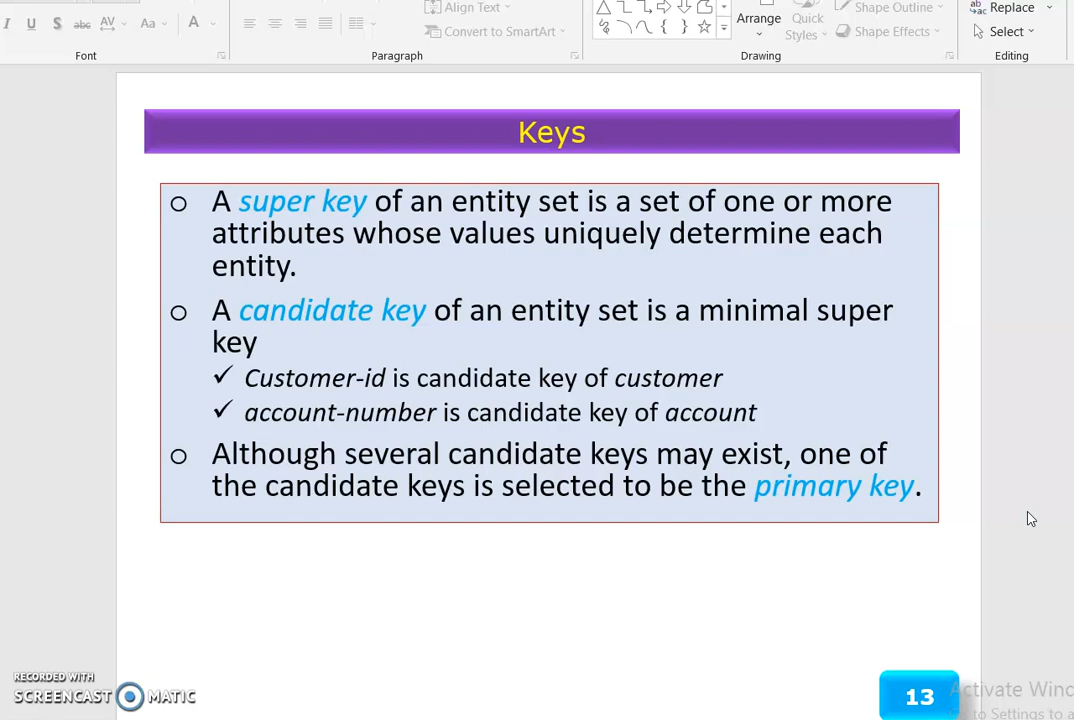 Align Text
Replace
U S abc AV Aa A
Convert to SmartArt
Arrange Quick Styles
Shape Outline
Shape Effects
Select
Font Paragraph Drawing Editing
Keys
o A super key of an entity set is a set of one or more
attributes whose values uniquely determine each
entity.
o A candidate key of an entity set is a minimal super
key
✓ Customer-id is candidate key of customer
✓ account-number is candidate key of account
o Although several candidate keys may exist, one of
the candidate keys is selected to be the primary key.
RECORDED WITH
SCREENCAST MATIC
13
Activate Wind
to Settings to a